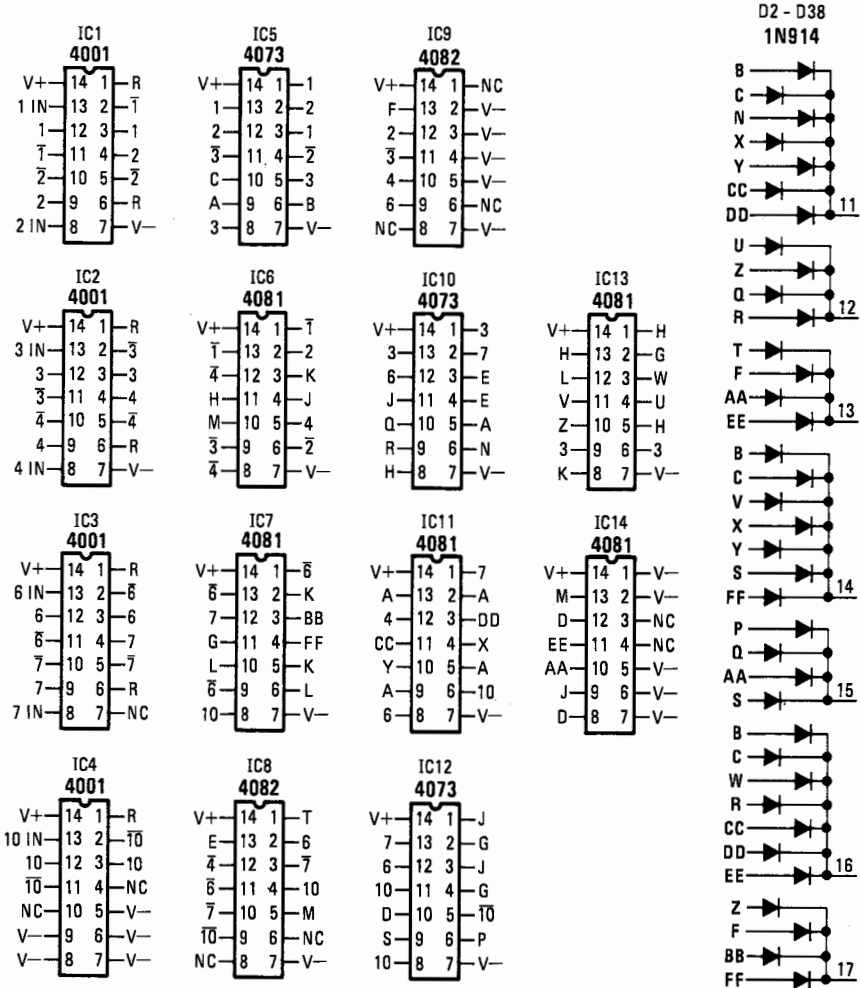 IC1
4001
V+ 14 1 R
1 IN 13 2 1̅
1 12 3 1
1̅ 11 4 2
2̅ 10 5 2̅
2 9 6 R
2 IN 8 7 V–
IC5
4073
V+ 14 1 1
1 13 2 2
2 12 3 1
3̅ 11 4 2̅
C 10 5 3
A 9 6 B
3 8 7 V–
IC9
4082
V+ 14 1 NC
F 13 2 V–
2 12 3 V–
3̅ 11 4 V–
4 10 5 V–
6 9 6 NC
NC 8 7 V–
IC2
4001
V+ 14 1 R
3 IN 13 2 3̅
3 12 3 3
3̅ 11 4 4
4̅ 10 5 4̅
4 9 6 R
4 IN 8 7 V–
IC6
4081
V+ 14 1 1̅
1̅ 13 2 2
4̅ 12 3 K
H 11 4 J
M 10 5 4
3̅ 9 6 2̅
4̅ 8 7 V–
IC10
4073
V+ 14 1 3
3 13 2 7
6 12 3 E
J 11 4 E
Q 10 5 A
R 9 6 N
H 8 7 V–
IC13
4081
V+ 14 1 H
H 13 2 G
L 12 3 W
V 11 4 U
Z 10 5 H
3 9 6 3
K 8 7 V–
IC3
4001
V+ 14 1 R
6 IN 13 2 6̅
6 12 3 6
6̅ 11 4 7
7̅ 10 5 7̅
7 9 6 R
7 IN 8 7 NC
IC7
4081
V+ 14 1 6̅
6̅ 13 2 K
7 12 3 BB
G 11 4 FF
L 10 5 K
6̅ 9 6 L
10 8 7 V–
IC11
4081
V+ 14 1 7
A 13 2 A
4 12 3 DD
CC 11 4 X
Y 10 5 A
A 9 6 10
6 8 7 V–
IC14
4081
V+ 14 1 V–
M 13 2 V–
D 12 3 NC
EE 11 4 NC
AA 10 5 V–
J 9 6 V–
D 8 7 V–
IC4
4001
V+ 14 1 R
10 IN 13 2 1̅0̅
10 12 3 10
1̅0̅ 11 4 NC
NC 10 5 V–
V– 9 6 V–
V– 8 7 V–
IC8
4082
V+ 14 1 T
E 13 2 6
4̅ 12 3 7̅
6̅ 11 4 10
7̅ 10 5 M
1̅0̅ 9 6 NC
NC 8 7 V–
IC12
4073
V+ 14 1 J
7 13 2 G
6 12 3 J
10 11 4 G
D 10 5 1̅0̅
S 9 6 P
10 8 7 V–
D2 – D38
1N914
B
C
N
X
Y
CC
DD 11
U
Z
Q
R 12
T
F
AA
EE 13
B
C
V
X
Y
S
FF 14
P
Q
AA
S 15
B
C
W
R
CC
DD
EE 16
Z
F
BB
FF 17